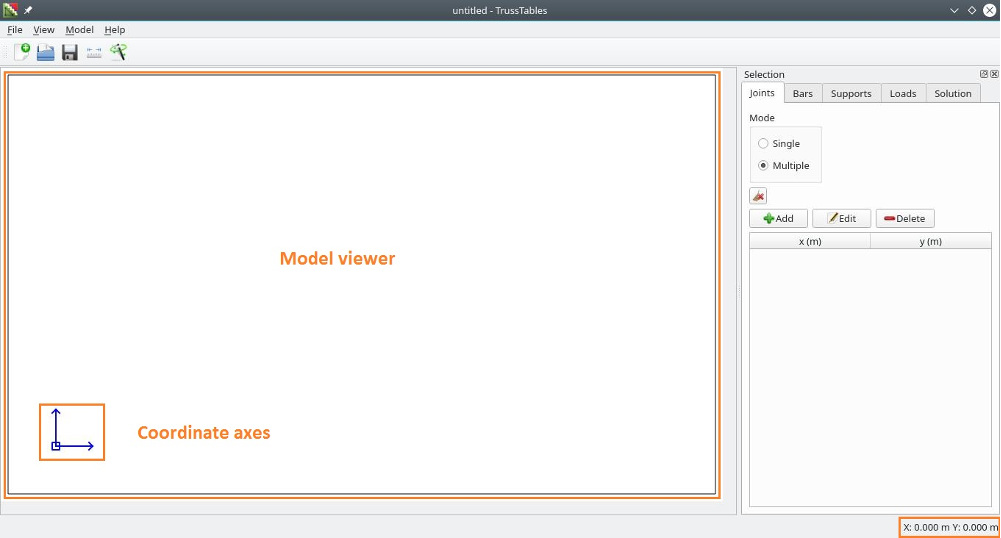 untitled - TrussTables
File View Model Help
Selection
Joints Bars Supports Loads Solution
Mode
Single
Multiple
Add Edit Delete
x (m) y (m)
Model viewer
Coordinate axes
X: 0.000 m Y: 0.000 m